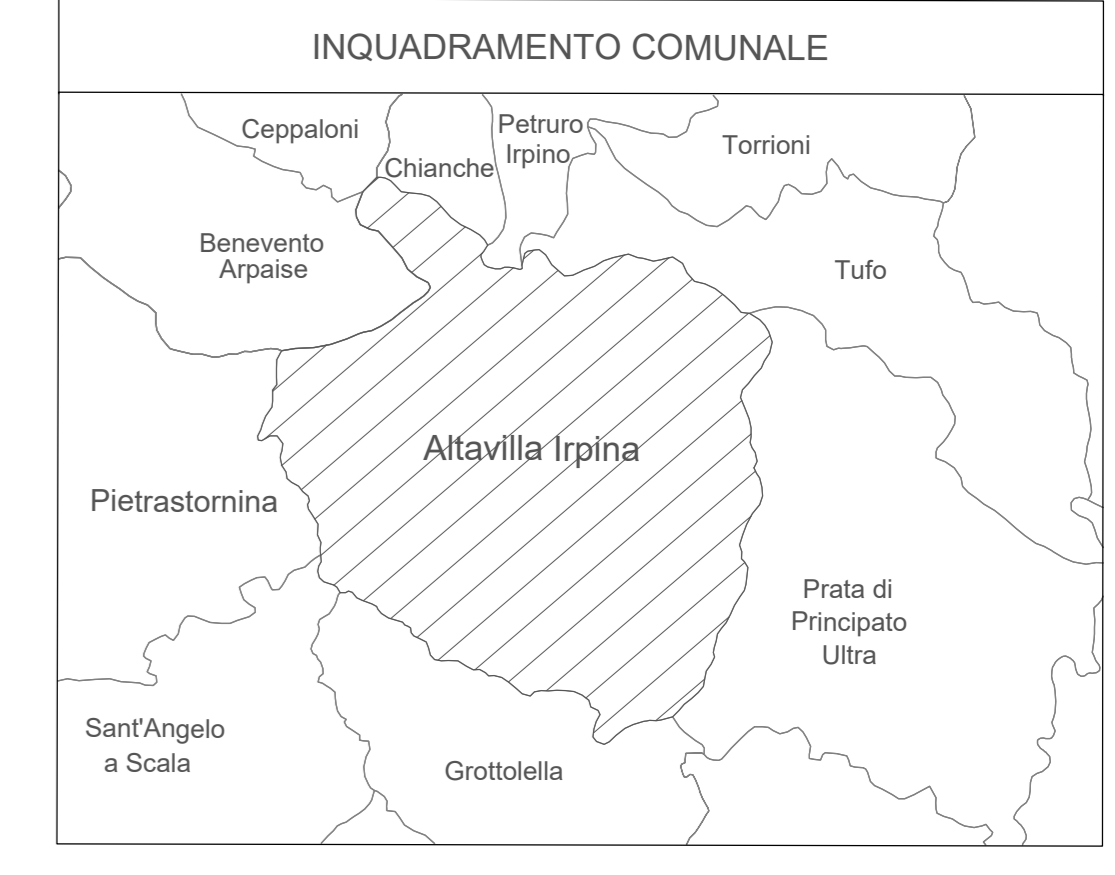 INQUADRAMENTO COMUNALE
Ceppaloni
Chianche
Petruro
Irpino
Torrioni
Benevento
Arpaise
Tufo
Altavilla Irpina
Pietrastornina
Prata di
Principato
Ultra
Sant'Angelo
a Scala
Grottolella